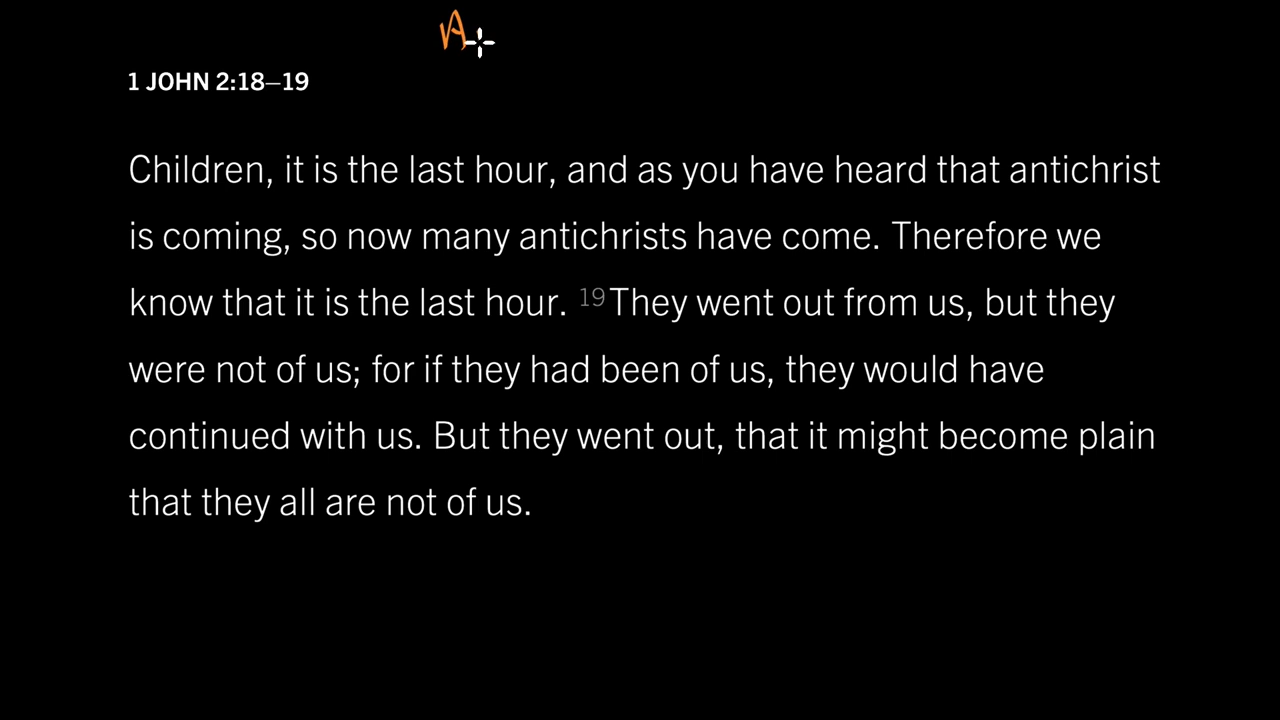 A
1 JOHN 2:18–19
Children, it is the last hour, and as you have heard that antichrist
is coming, so now many antichrists have come. Therefore we
know that it is the last hour. 19 They went out from us, but they
were not of us; for if they had been of us, they would have
continued with us. But they went out, that it might become plain
that they all are not of us.